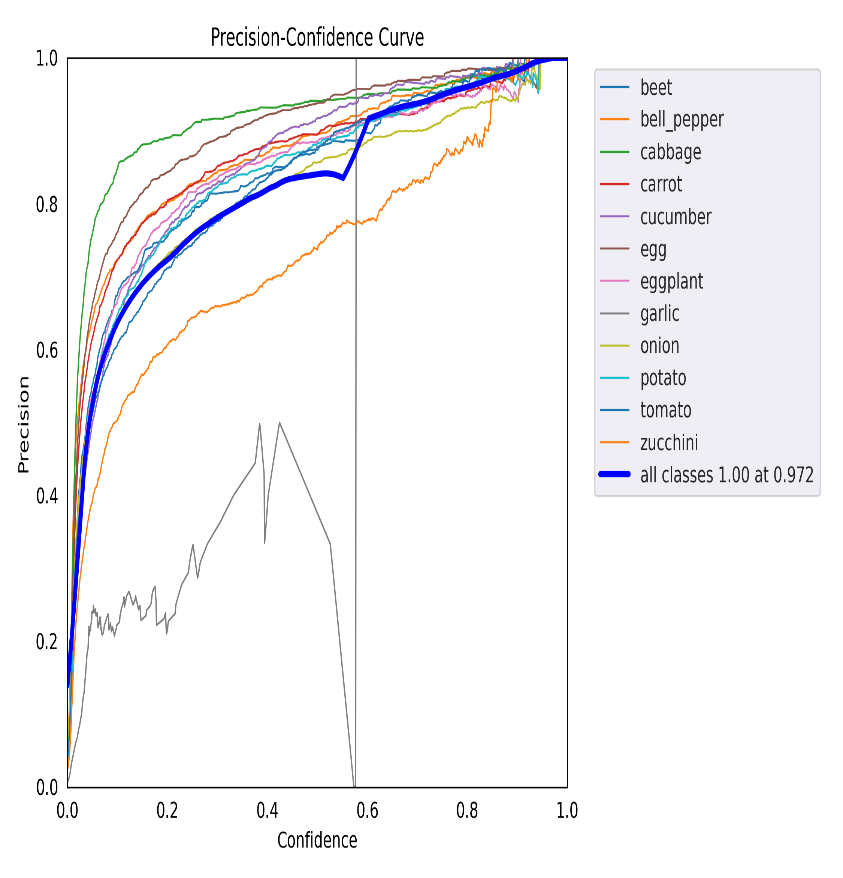 Precision-Confidence Curve
1.0
0.8
0.6
0.4
0.2
0.0
Precision
0.0 0.2 0.4 0.6 0.8 1.0
Confidence
beet
bell_pepper
cabbage
carrot
cucumber
egg
eggplant
garlic
onion
potato
tomato
zucchini
all classes 1.00 at 0.972